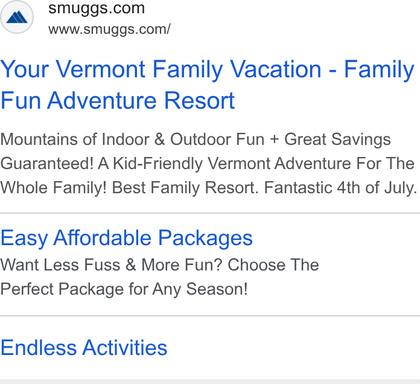 smuggs.com
www.smuggs.com/
Your Vermont Family Vacation - Family
Fun Adventure Resort
Mountains of Indoor & Outdoor Fun + Great Savings
Guaranteed! A Kid-Friendly Vermont Adventure For The
Whole Family! Best Family Resort. Fantastic 4th of July.
Easy Affordable Packages
Want Less Fuss & More Fun? Choose The
Perfect Package for Any Season!
Endless Activities